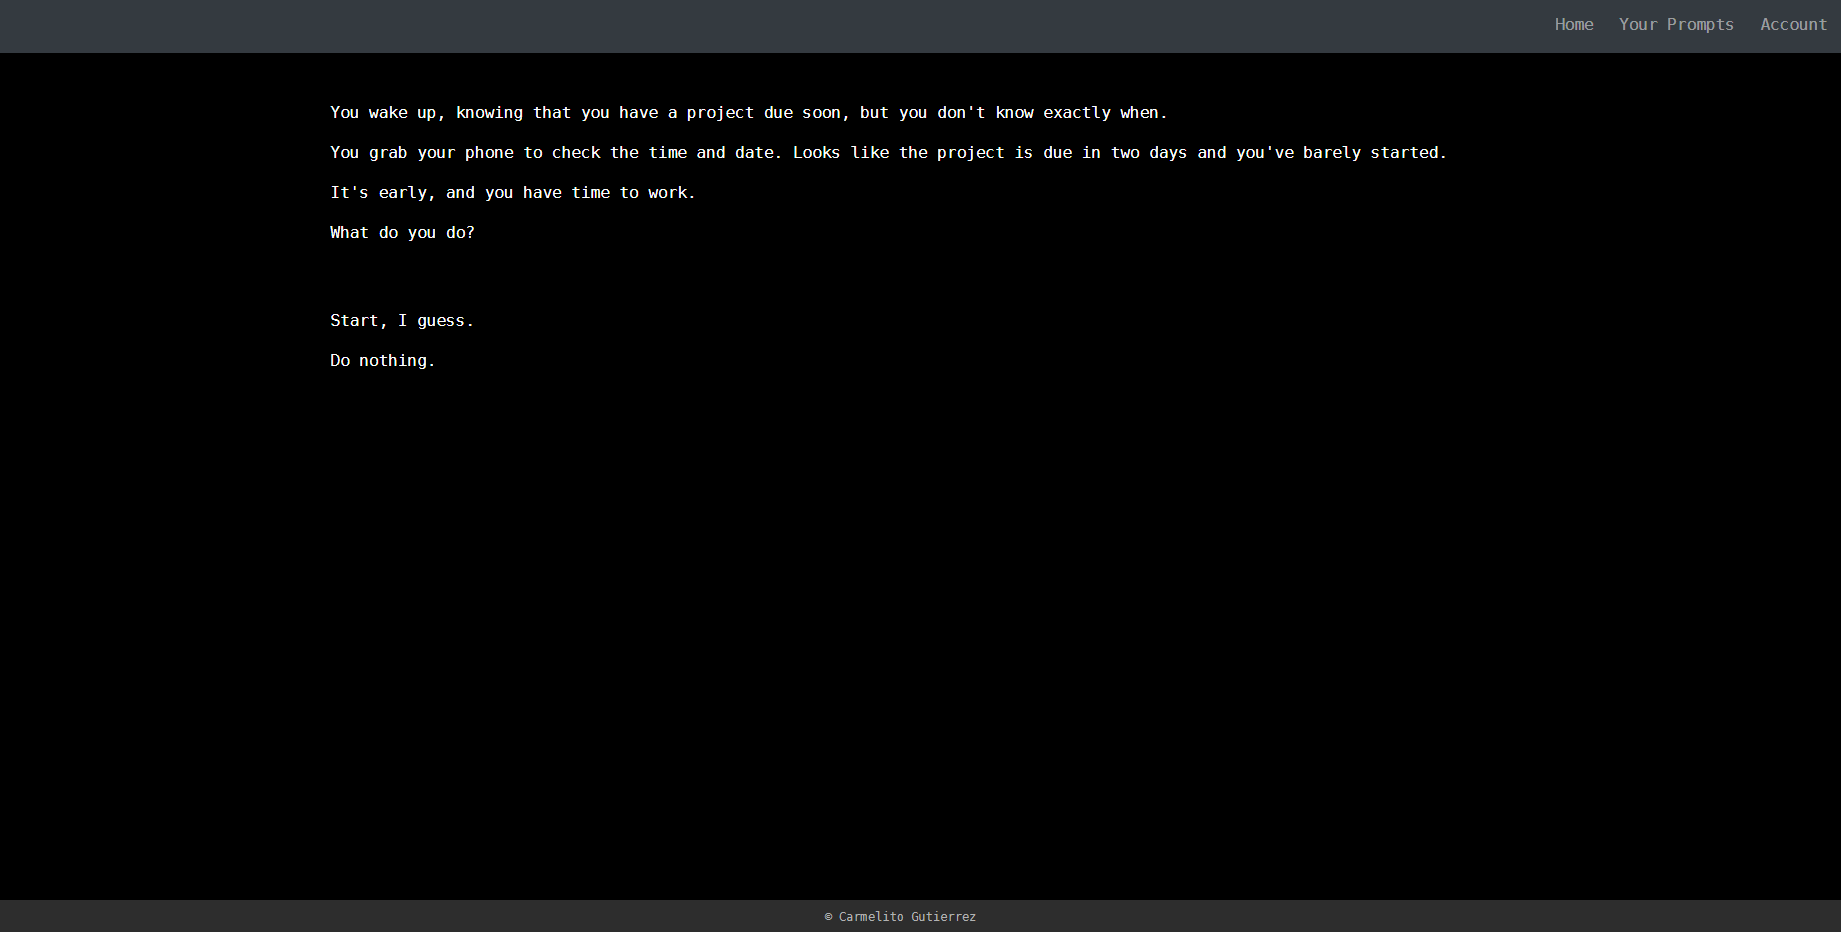 Home Your Prompts Account
You wake up, knowing that you have a project due soon, but you don't know exactly when.
You grab your phone to check the time and date. Looks like the project is due in two days and you've barely started.
It's early, and you have time to work.
What do you do?
Start, I guess.
Do nothing.
© Carmelito Gutierrez